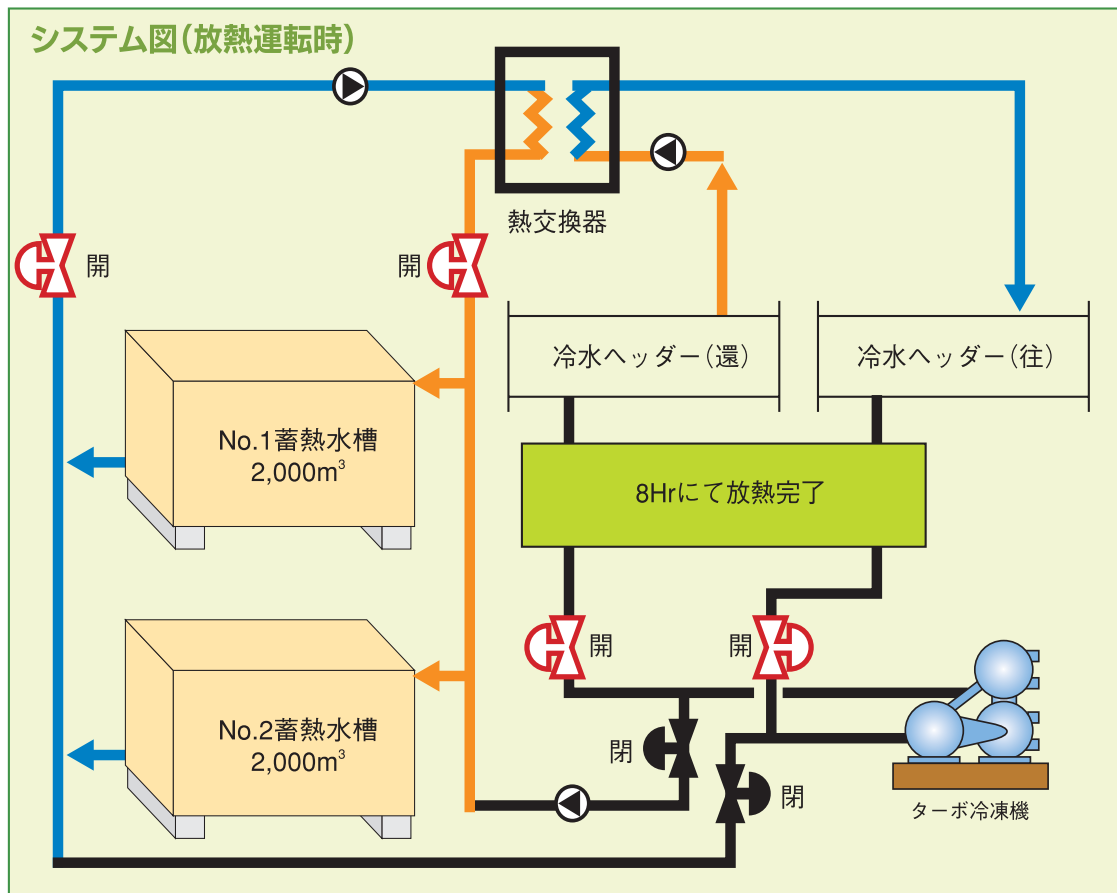 システム図(放熱運転時)
熱交換器
開
開
冷水ヘッダー(還)
冷水ヘッダー(往)
No.1蓄熱水槽
2,000m³
8Hrにて放熱完了
開
開
No.2蓄熱水槽
2,000m³
閉
閉
ターボ冷凍機